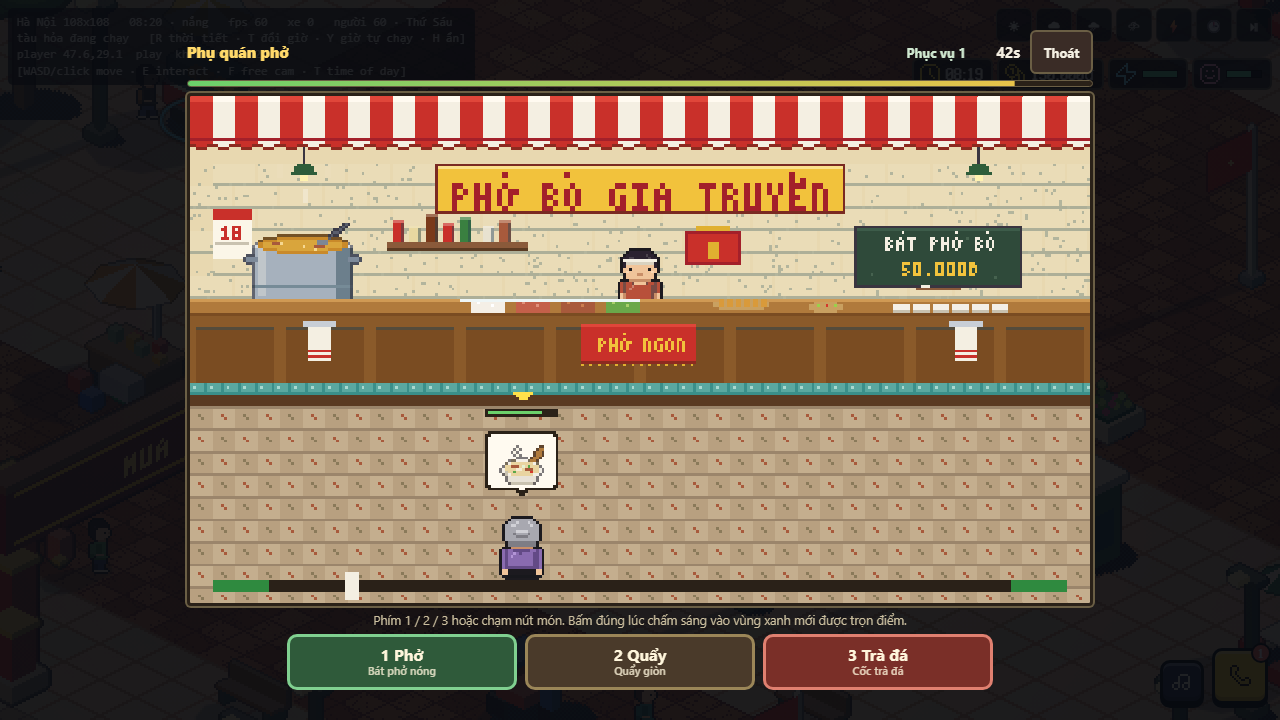 Hà Nội 108x108 08:20 · nắng fps 60 xe 0 người 60 · Thứ Sáu
tàu hỏa đang chạy [R thời tiết · T đổi giờ · Y giờ tự chạy · H ẩn]
player 47.6,29.1 play
[WASD/click move · E interact · F free cam · T time of day]
Phụ quán phở
Phục vụ 1
42s
Thoát
08:19
PHỞ BÒ GIA TRUYỀN
18
BÁT PHỞ BÒ
50.000Đ
PHỞ NGON
MUA
Phím 1 / 2 / 3 hoặc chạm nút món. Bấm đúng lúc chấm sáng vào vùng xanh mới được trọn điểm.
1 Phở
Bát phở nóng
2 Quẩy
Quẩy giòn
3 Trà đá
Cốc trà đá